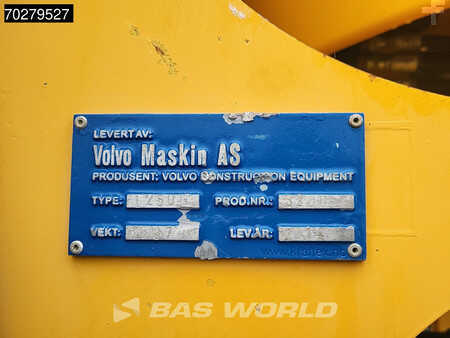 70279527
LEVERT AV:
Volvo Maskin AS
PRODUSENT: VOLVO CONSTRUCTION EQUIPMENT
TYPE: PROD.NR.:
VEKT: LEV.ÅR:
BAS WORLD